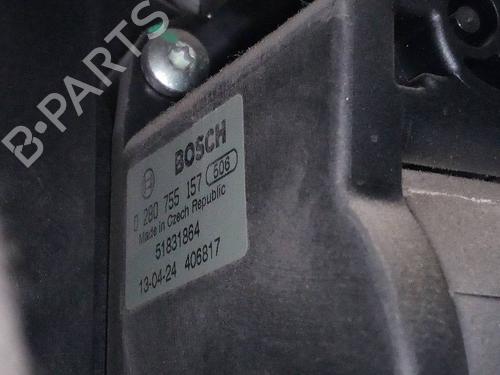 B-PARTS
BOSCH
0 280 755 157 506
Made in Czech Republic
51831864
13-04-24 406817